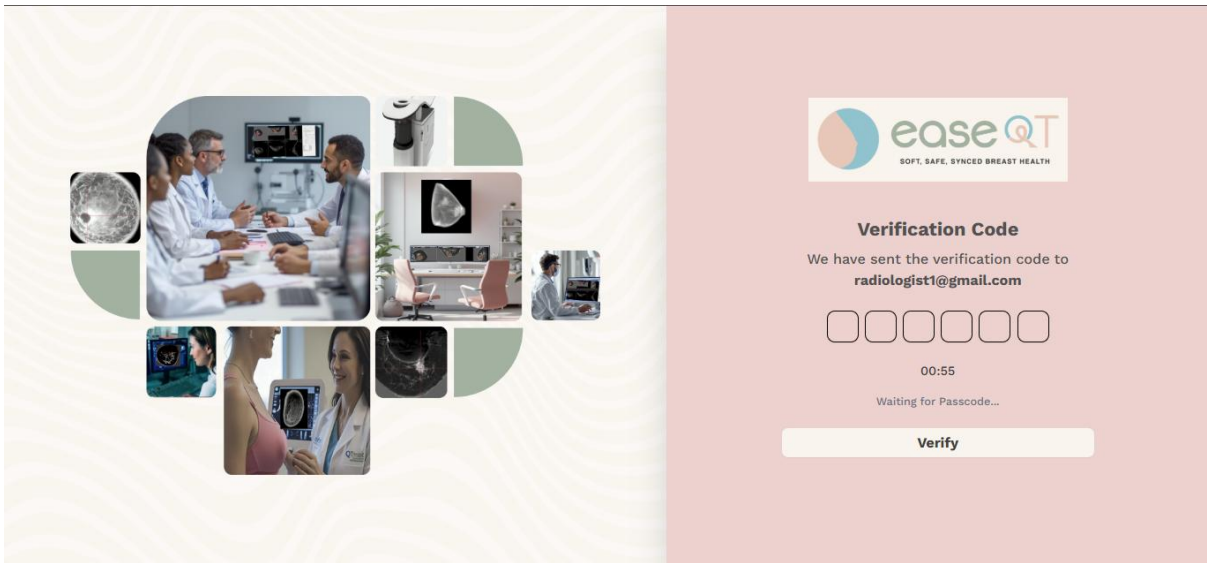 ease QT
SOFT, SAFE, SYNCED BREAST HEALTH
Verification Code
We have sent the verification code to
radiologist1@gmail.com
00:55
Waiting for Passcode...
Verify